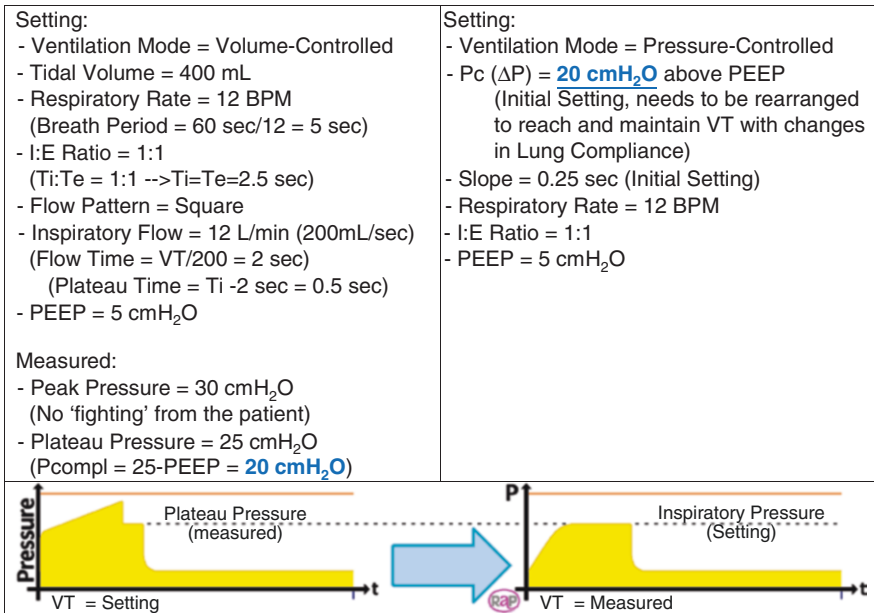 Setting:
- Ventilation Mode = Volume-Controlled
- Tidal Volume = 400 mL
- Respiratory Rate = 12 BPM
(Breath Period = 60 sec/12 = 5 sec)
- I:E Ratio = 1:1
(Ti:Te = 1:1 -->Ti=Te=2.5 sec)
- Flow Pattern = Square
- Inspiratory Flow = 12 L/min (200mL/sec)
(Flow Time = VT/200 = 2 sec)
(Plateau Time = Ti -2 sec = 0.5 sec)
- PEEP = 5 cmH₂O
Measured:
- Peak Pressure = 30 cmH₂O
(No ‘fighting’ from the patient)
- Plateau Pressure = 25 cmH₂O
(Pcompl = 25-PEEP = 20 cmH₂O)
Setting:
- Ventilation Mode = Pressure-Controlled
- Pc (ΔP) = 20 cmH₂O above PEEP
(Initial Setting, needs to be rearranged
to reach and maintain VT with changes
in Lung Compliance)
- Slope = 0.25 sec (Initial Setting)
- Respiratory Rate = 12 BPM
- I:E Ratio = 1:1
- PEEP = 5 cmH₂O
Pressure
Plateau Pressure
(measured)
t
VT = Setting
P
Inspiratory Pressure
(Setting)
t
RaP
VT = Measured